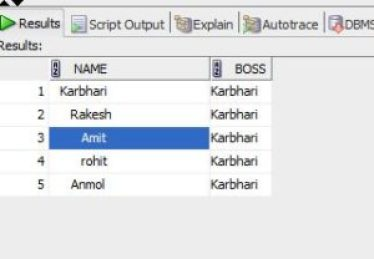 Results Script Output Explain Autotrace DBMS
Results:
NAME BOSS
1 Karbhari Karbhari
2 Rakesh Karbhari
3 Amit Karbhari
4 rohit Karbhari
5 Anmol Karbhari